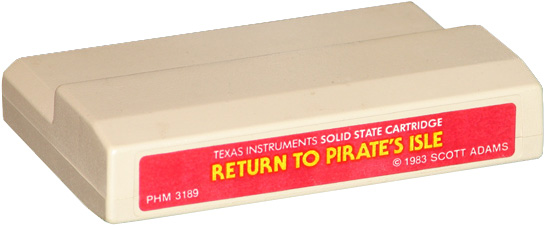 TEXAS INSTRUMENTS SOLID STATE CARTRIDGE
RETURN TO PIRATE'S ISLE
© 1983 SCOTT ADAMS
PHM 3189